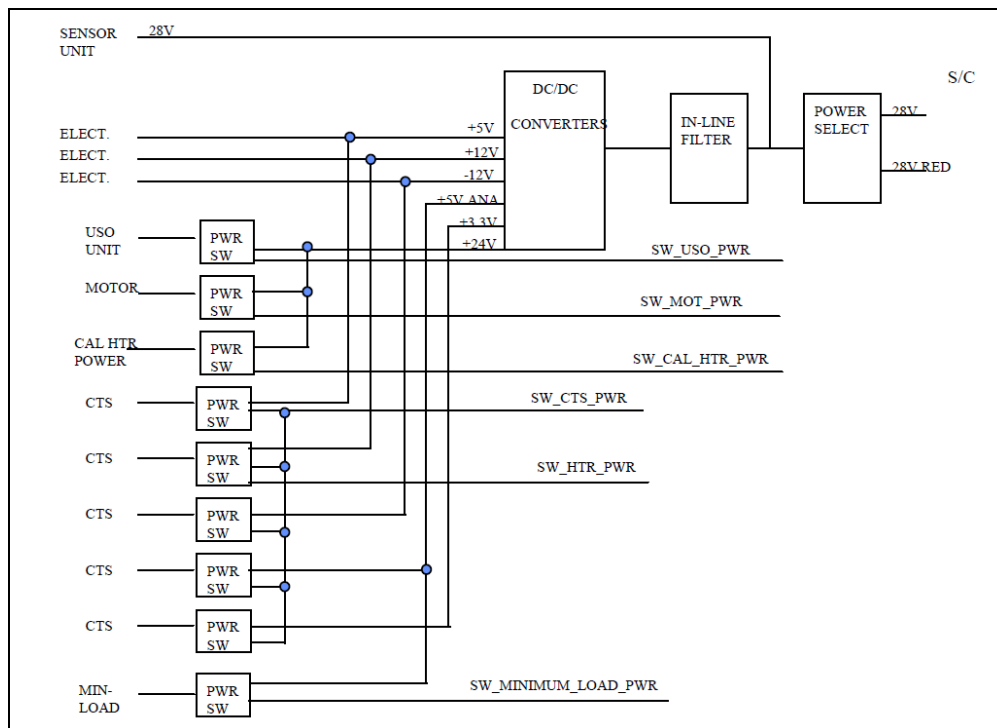 SENSOR
UNIT
28V
S/C
DC/DC
CONVERTERS
IN-LINE
FILTER
POWER
SELECT
28V
28V RED
ELECT.
+5V
ELECT.
+12V
ELECT.
-12V
+5V ANA
+3.3V
+24V
USO
UNIT
PWR
SW
SW_USO_PWR
MOTOR
PWR
SW
SW_MOT_PWR
CAL HTR
POWER
PWR
SW
SW_CAL_HTR_PWR
CTS
PWR
SW
SW_CTS_PWR
CTS
PWR
SW
SW_HTR_PWR
CTS
PWR
SW
CTS
PWR
SW
CTS
PWR
SW
MIN-
LOAD
PWR
SW
SW_MINIMUM_LOAD_PWR